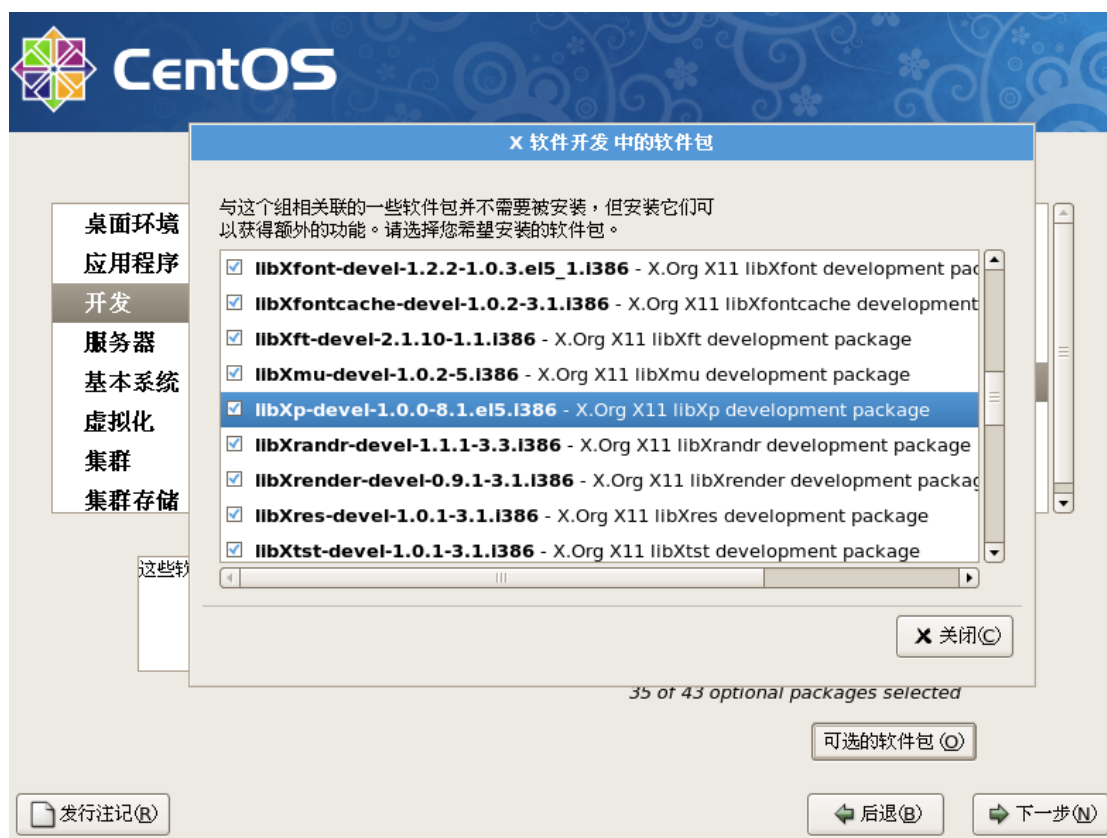 CentOS
X 软件开发 中的软件包
与这个组相关联的一些软件包并不需要被安装，但安装它们可
以获得额外的功能。请选择您希望安装的软件包。
桌面环境
应用程序
开发
服务器
基本系统
虚拟化
集群
集群存储
libXfont-devel-1.2.2-1.0.3.el5_1.i386 - X.Org X11 libXfont development pac
libXfontcache-devel-1.0.2-3.1.i386 - X.Org X11 libXfontcache development
libXft-devel-2.1.10-1.1.i386 - X.Org X11 libXft development package
libXmu-devel-1.0.2-5.i386 - X.Org X11 libXmu development package
libXp-devel-1.0.0-8.1.el5.i386 - X.Org X11 libXp development package
libXrandr-devel-1.1.1-3.3.i386 - X.Org X11 libXrandr development package
libXrender-devel-0.9.1-3.1.i386 - X.Org X11 libXrender development packag
libXres-devel-1.0.1-3.1.i386 - X.Org X11 libXres development package
libXtst-devel-1.0.1-3.1.i386 - X.Org X11 libXtst development package
这些软
关闭(C)
35 of 43 optional packages selected
可选的软件包 (O)
发行注记(R)
后退(B)
下一步(N)